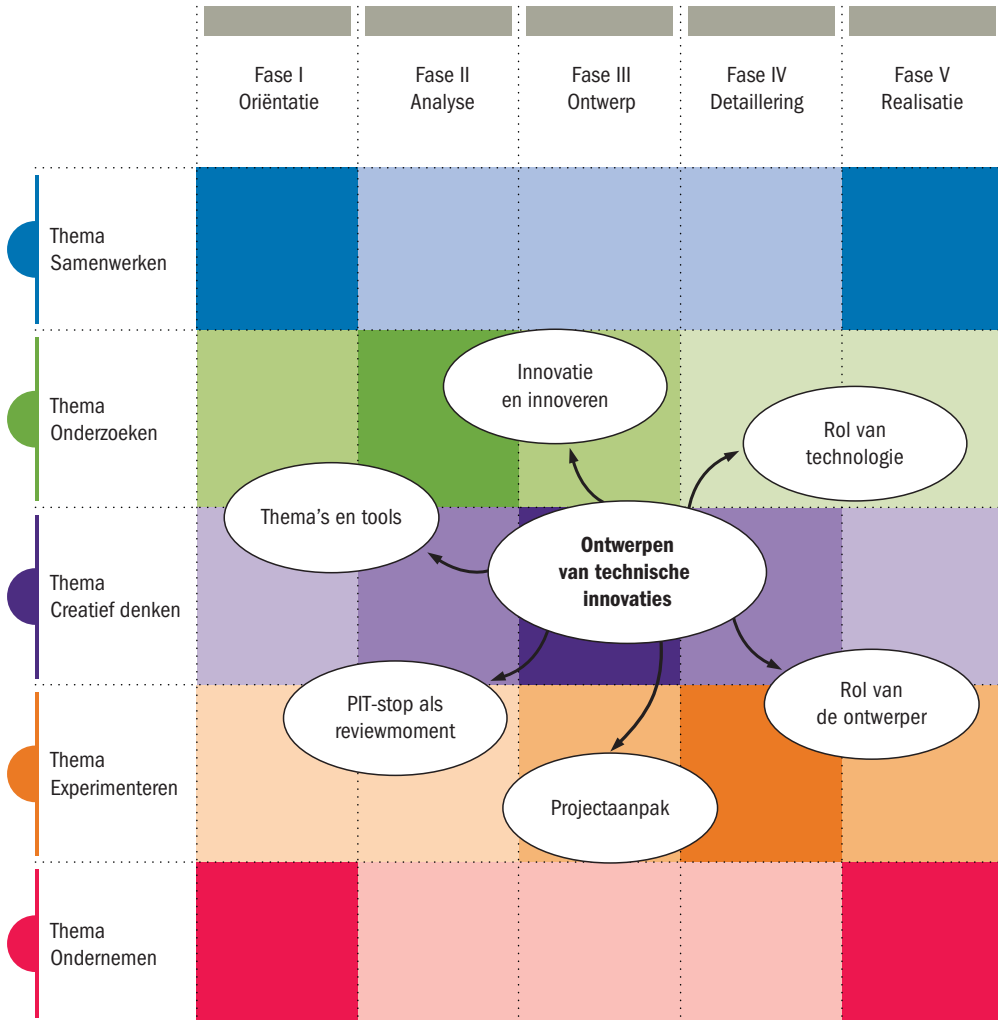 Fase I
Oriëntatie
Fase II
Analyse
Fase III
Ontwerp
Fase IV
Detaillering
Fase V
Realisatie
Thema
Samenwerken
Thema
Onderzoeken
Innovatie
en innoveren
Rol van
technologie
Thema's en tools
Thema
Creatief denken
Ontwerpen
van technische
innovaties
Thema
Experimenteren
PIT-stop als
reviewmoment
Rol van
de ontwerper
Projectaanpak
Thema
Ondernemen